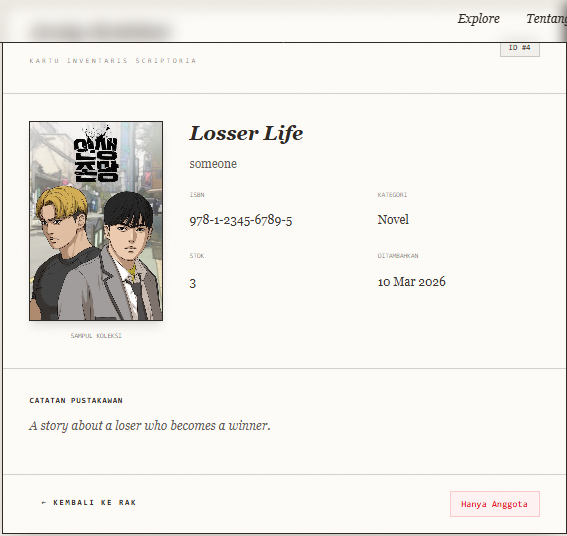 Explore Tentang
ID #4
KARTU INVENTARIS SCRIPTORIA
인생
존망
Losser Life
someone
ISBN
KATEGORI
978-1-2345-6789-5
Novel
STOK
DITAMBAHKAN
3
10 Mar 2026
SAMPUL KOLEKSI
CATATAN PUSTAKAWAN
A story about a loser who becomes a winner.
← KEMBALI KE RAK
Hanya Anggota